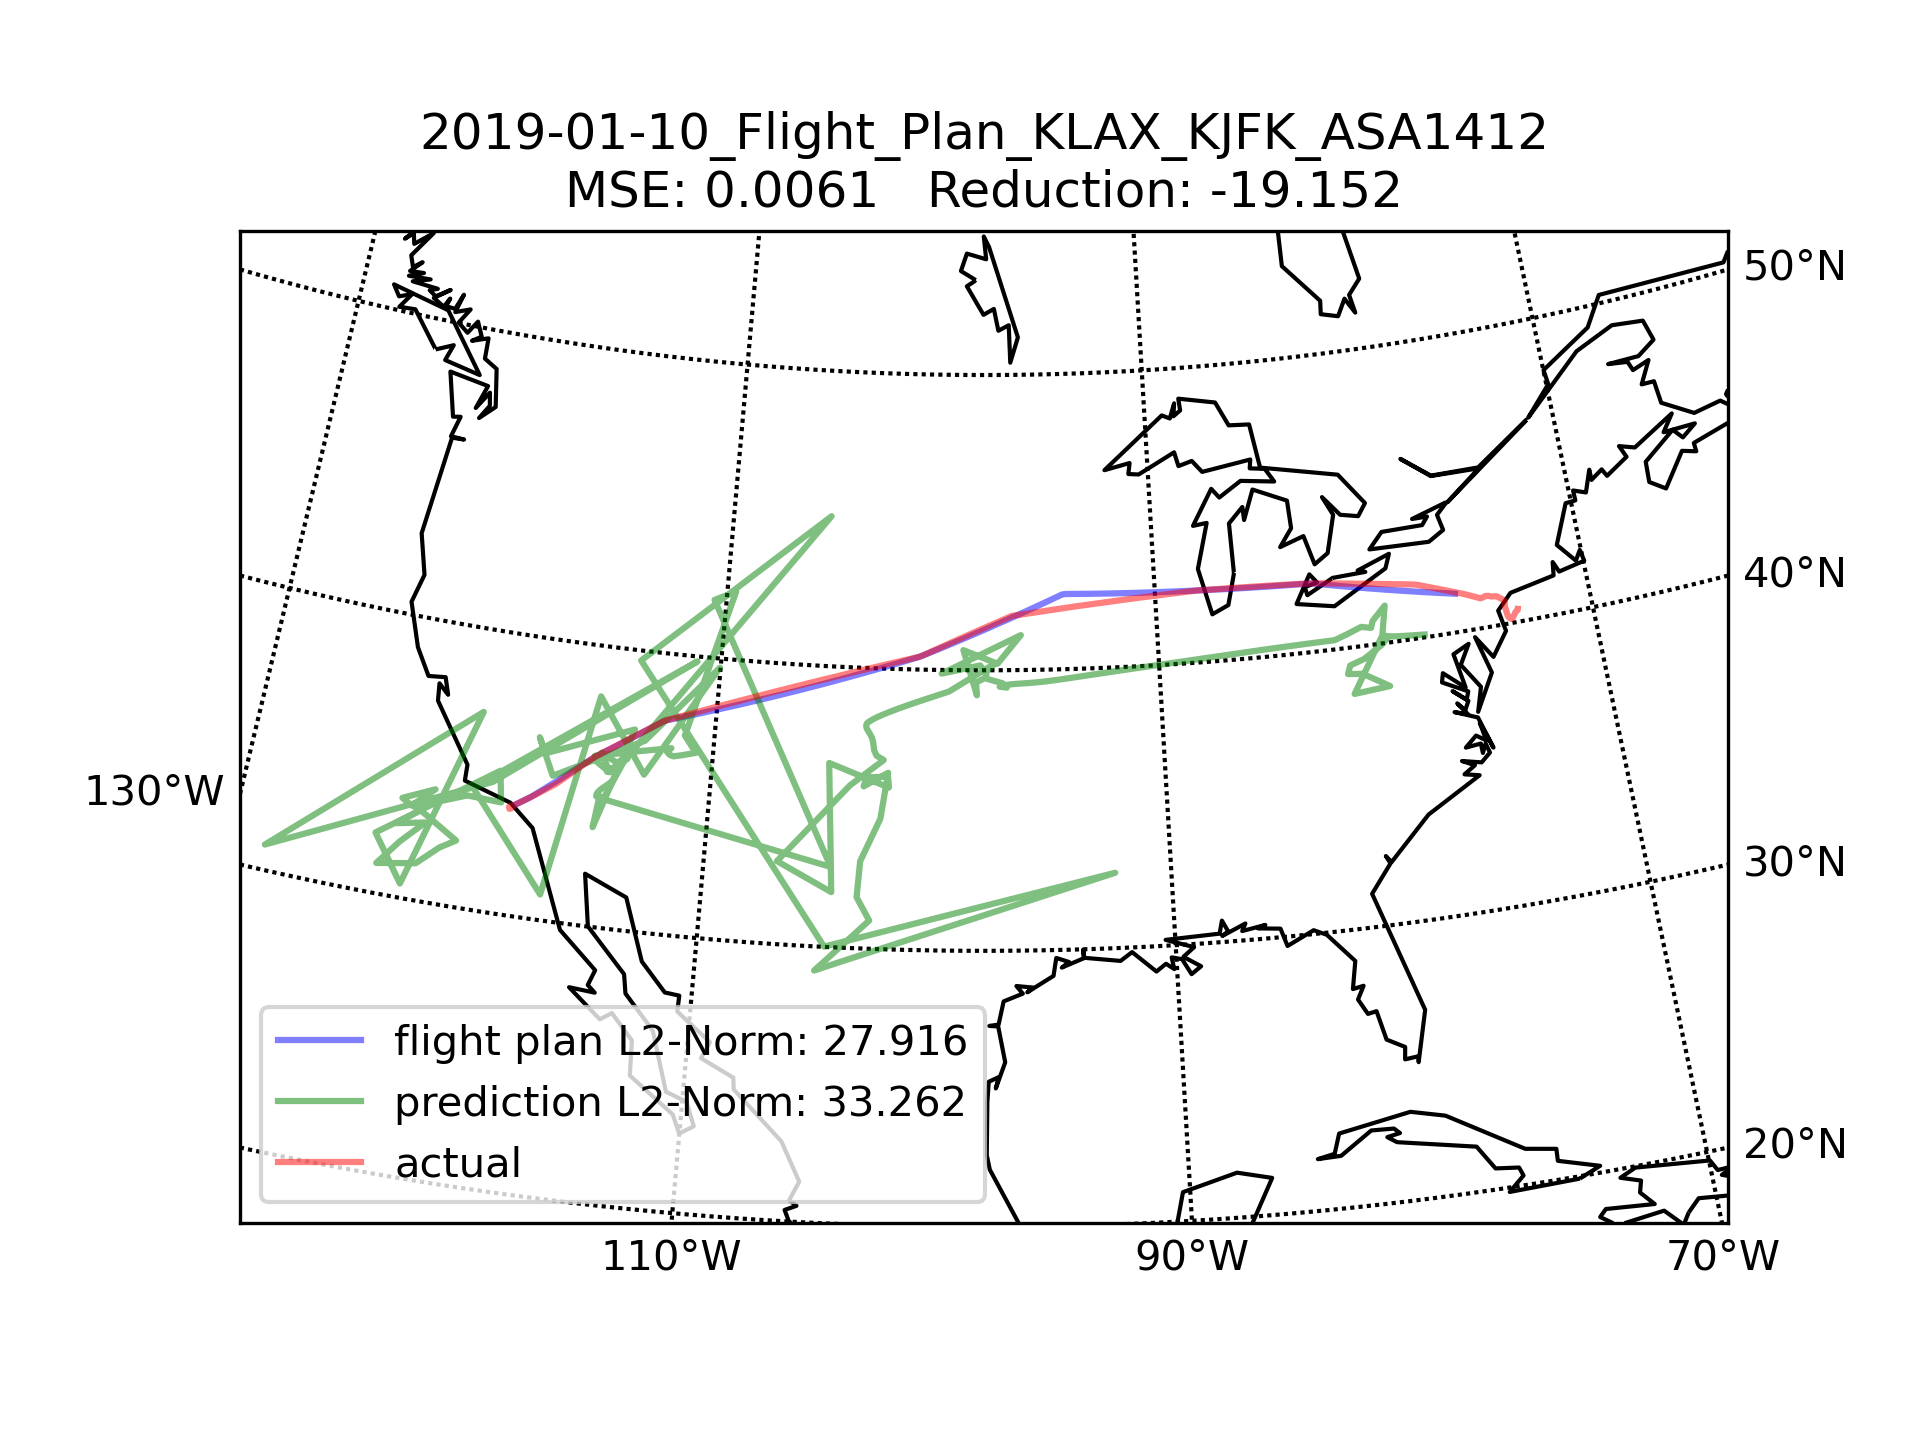 2019-01-10_Flight_Plan_KLAX_KJFK_ASA1412
MSE: 0.0061   Reduction: -19.152
50°N
40°N
130°W
30°N
flight plan L2-Norm: 27.916
prediction L2-Norm: 33.262
actual
20°N
110°W
90°W
70°W